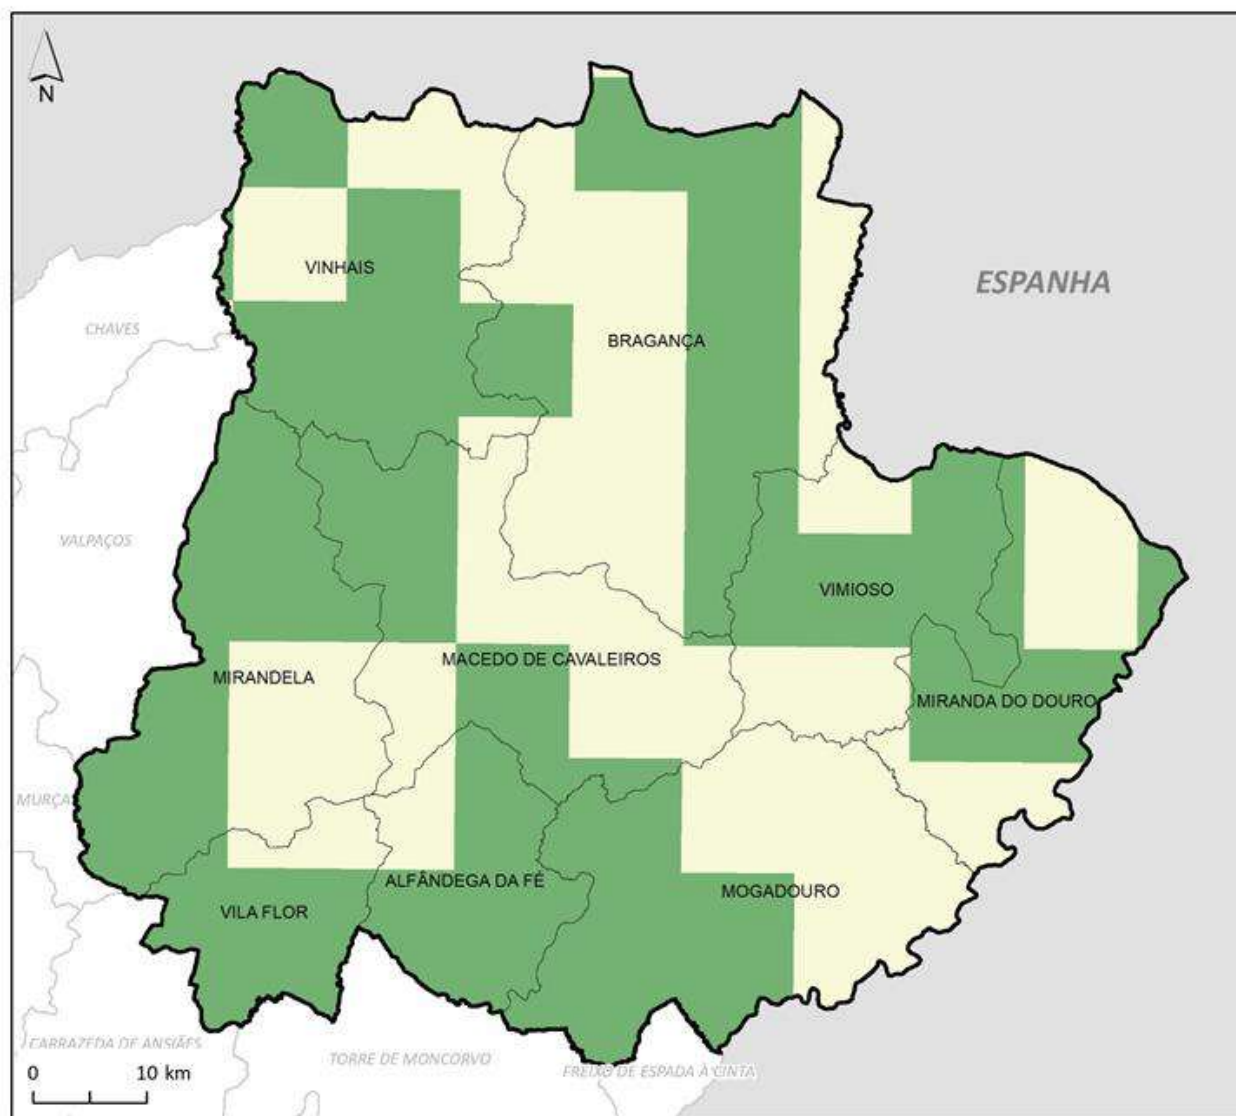 N
ESPANHA
VINHAIS
CHAVES
BRAGANÇA
VALPAÇOS
VIMIOSO
MACEDO DE CAVALEIROS
MIRANDELA
MIRANDA DO DOURO
MURÇA
ALFÂNDEGA DA FÉ
MOGADOURO
VILA FLOR
CARRAZEDA DE ANSIÃES
TORRE DE MONCORVO
FREIXO DE ESPADA À CINTA
0 10 km